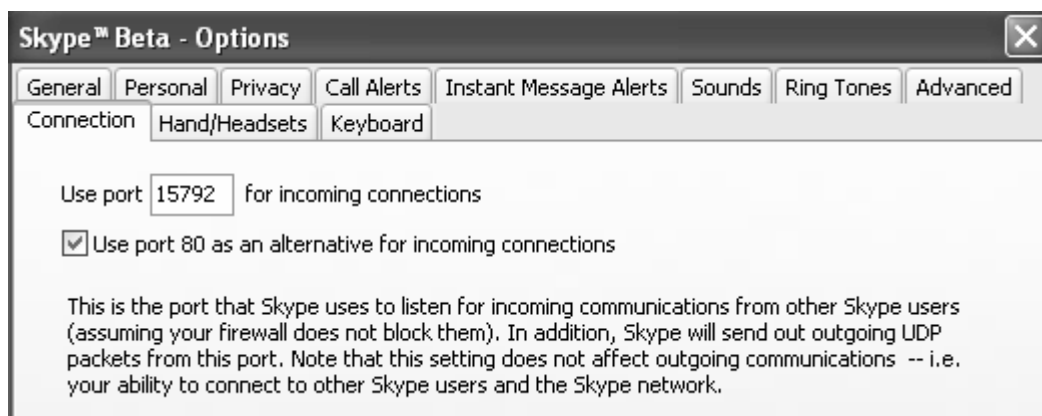 Skype™ Beta - Options
General Personal Privacy Call Alerts Instant Message Alerts Sounds Ring Tones Advanced
Connection Hand/Headsets Keyboard
Use port 15792 for incoming connections
Use port 80 as an alternative for incoming connections
This is the port that Skype uses to listen for incoming communications from other Skype users
(assuming your firewall does not block them). In addition, Skype will send out outgoing UDP
packets from this port. Note that this setting does not affect outgoing communications -- i.e.
your ability to connect to other Skype users and the Skype network.